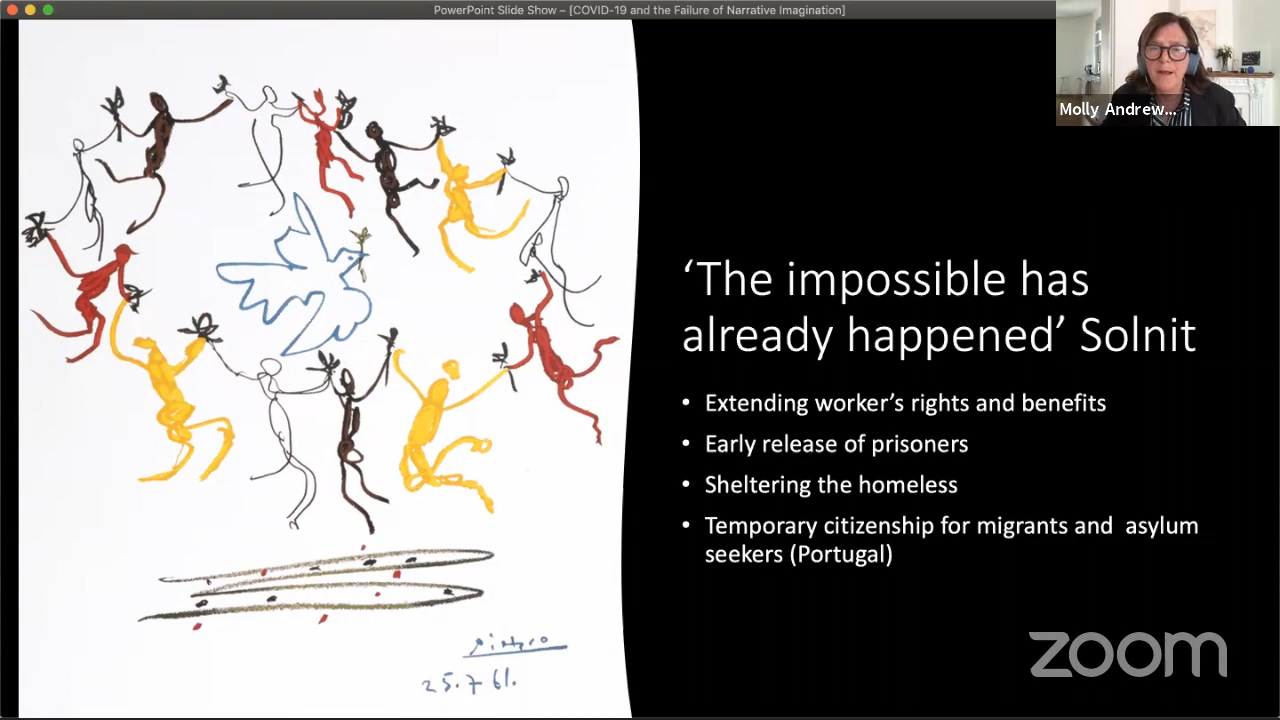 PowerPoint Slide Show – [COVID-19 and the Failure of Narrative Imagination]
Molly Andrew...
‘The impossible has
already happened’ Solnit
• Extending worker’s rights and benefits
• Early release of prisoners
• Sheltering the homeless
• Temporary citizenship for migrants and  asylum
seekers (Portugal)
Picasso
25.7 61.
zoom